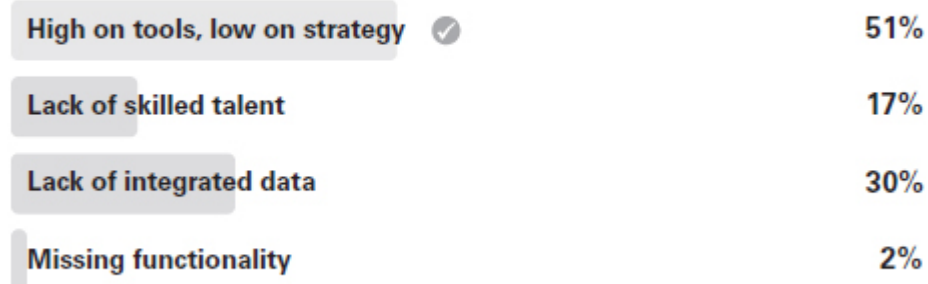 High on tools, low on strategy 51%
Lack of skilled talent 17%
Lack of integrated data 30%
Missing functionality 2%